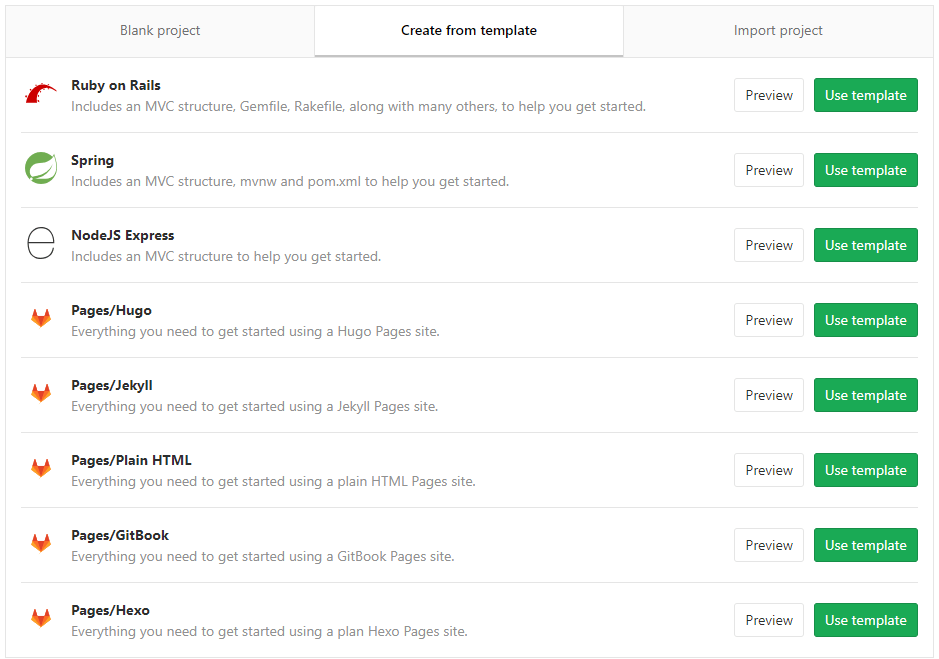 Blank project
Create from template
Import project
Ruby on Rails
Includes an MVC structure, Gemfile, Rakefile, along with many others, to help you get started.
Preview
Use template
Spring
Includes an MVC structure, mvnw and pom.xml to help you get started.
Preview
Use template
NodeJS Express
Includes an MVC structure to help you get started.
Preview
Use template
Pages/Hugo
Everything you need to get started using a Hugo Pages site.
Preview
Use template
Pages/Jekyll
Everything you need to get started using a Jekyll Pages site.
Preview
Use template
Pages/Plain HTML
Everything you need to get started using a plain HTML Pages site.
Preview
Use template
Pages/GitBook
Everything you need to get started using a GitBook Pages site.
Preview
Use template
Pages/Hexo
Everything you need to get started using a plan Hexo Pages site.
Preview
Use template